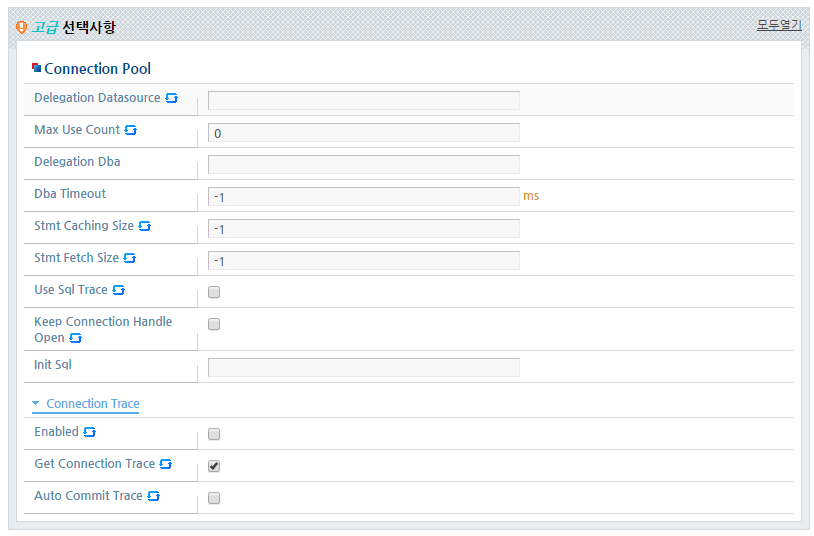 고급 선택사항
모두열기
Connection Pool
Delegation Datasource
Max Use Count 0
Delegation Dba
Dba Timeout -1 ms
Stmt Caching Size -1
Stmt Fetch Size -1
Use Sql Trace
Keep Connection Handle
Open
Init Sql
Connection Trace
Enabled
Get Connection Trace
Auto Commit Trace